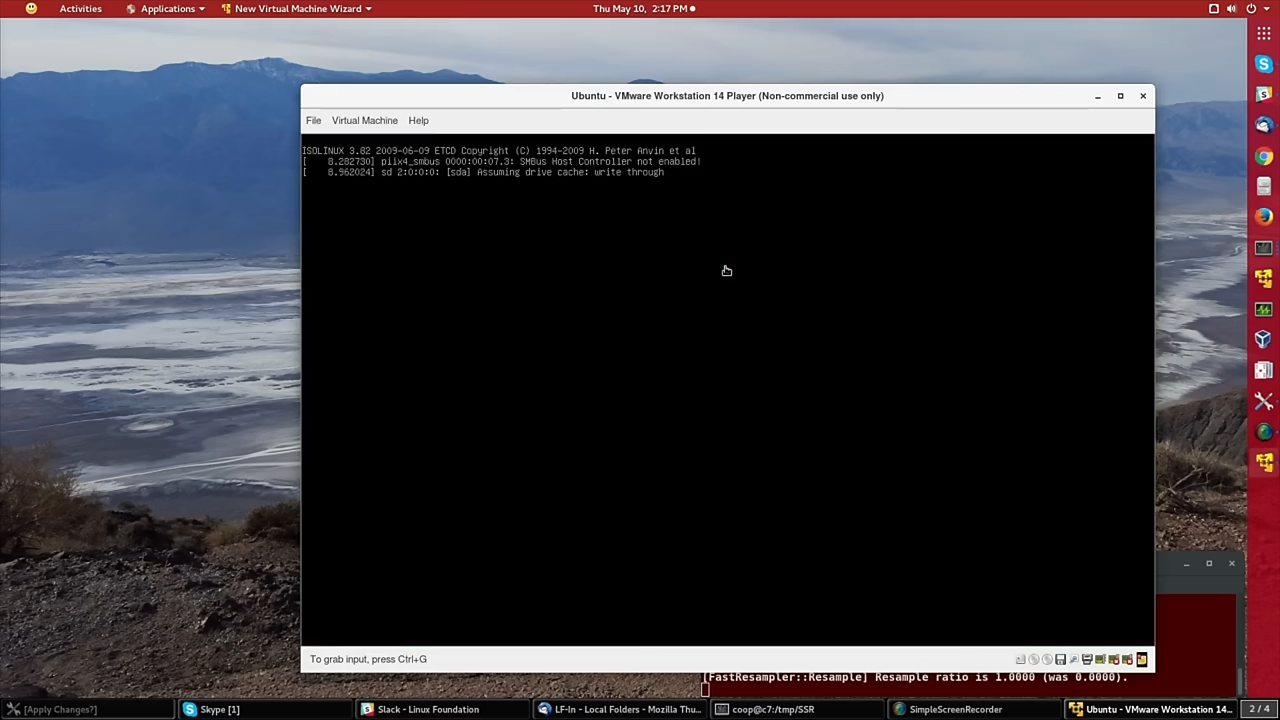 Activities
Applications
New Virtual Machine Wizard
Thu May 10, 2:17 PM
Ubuntu - VMware Workstation 14 Player (Non-commercial use only)
File Virtual Machine Help
ISOLINUX 3.82 2009-06-09 ETCD Copyright (C) 1994-2009 H. Peter Anvin et al
[    8.282730] piix4_smbus 0000:00:07.3: SMBus Host Controller not enabled!
[    8.962024] sd 2:0:0:0: [sda] Assuming drive cache: write through
To grab input, press Ctrl+G
[FastResampler::Resample] Resample ratio is 1.0000 (was 0.0000).
[Apply Changes?]
Skype [1]
Slack - Linux Foundation
LF-In - Local Folders - Mozilla Thu...
coop@c7:/tmp/SSR
SimpleScreenRecorder
Ubuntu - VMware Workstation 14...
2 / 4